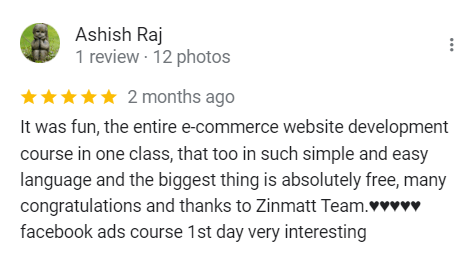 Ashish Raj
1 review · 12 photos
2 months ago
It was fun, the entire e-commerce website development
course in one class, that too in such simple and easy
language and the biggest thing is absolutely free, many
congratulations and thanks to Zinmatt Team.♥♥♥♥♥
facebook ads course 1st day very interesting